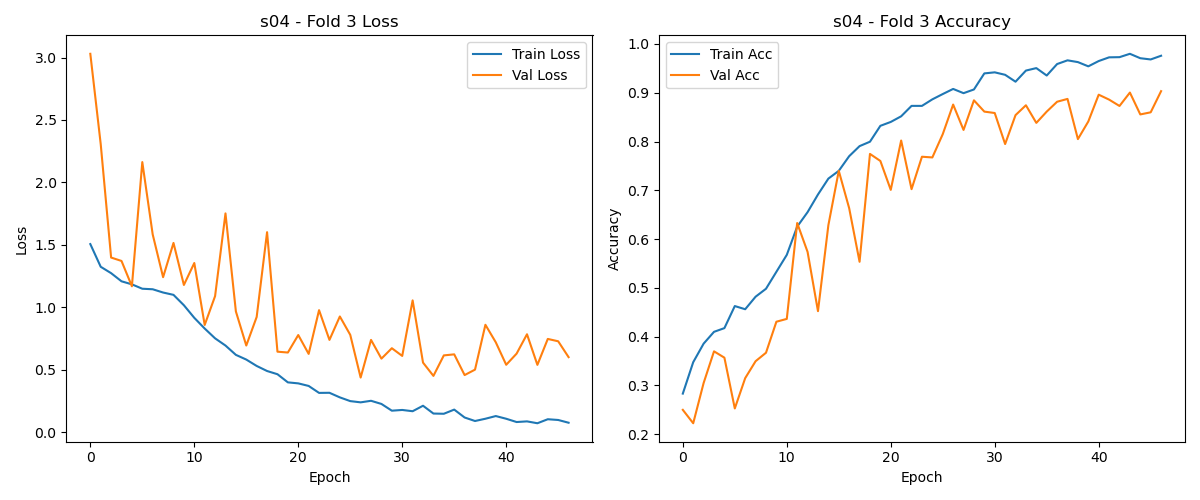 s04 - Fold 3 Loss
Train Loss
Val Loss
3.0
2.5
2.0
1.5
1.0
0.5
0.0
Loss
0 10 20 30 40
Epoch
s04 - Fold 3 Accuracy
Train Acc
Val Acc
1.0
0.9
0.8
0.7
0.6
0.5
0.4
0.3
0.2
Accuracy
0 10 20 30 40
Epoch